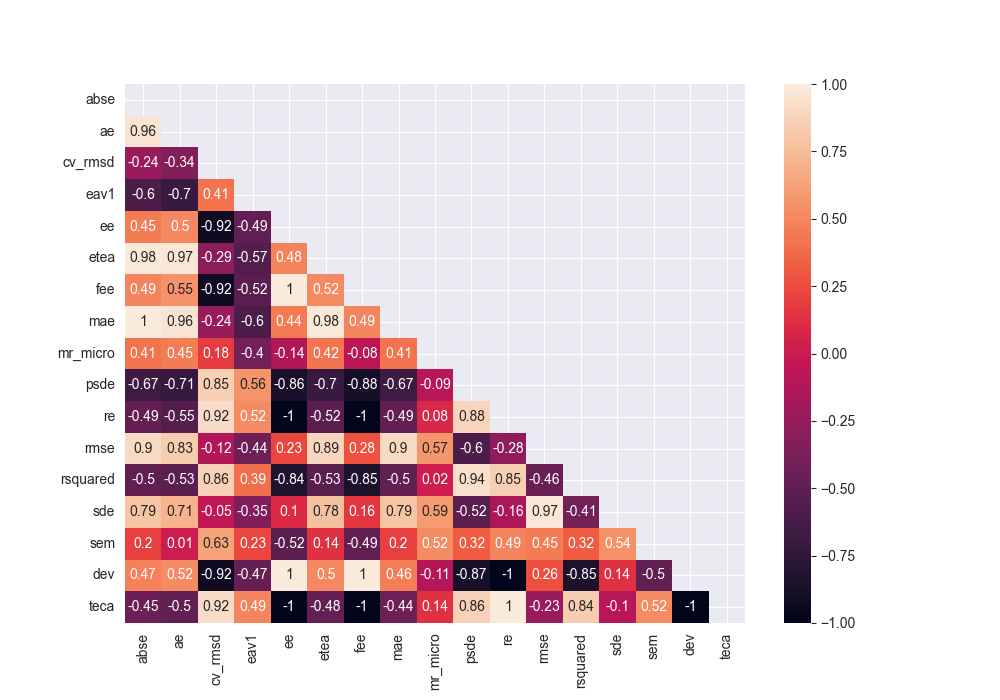 abse
ae 0.96
cv_rmsd -0.24 -0.34
eav1 -0.6 -0.7 0.41
ee 0.45 0.5 -0.92 -0.49
etea 0.98 0.97 -0.29 -0.57 0.48
fee 0.49 0.55 -0.92 -0.52 1 0.52
mae 1 0.96 -0.24 -0.6 0.44 0.98 0.49
mr_micro 0.41 0.45 0.18 -0.4 -0.14 0.42 -0.08 0.41
psde -0.67 -0.71 0.85 0.56 -0.86 -0.7 -0.88 -0.67 -0.09
re -0.49 -0.55 0.92 0.52 -1 -0.52 -1 -0.49 0.08 0.88
rmse 0.9 0.83 -0.12 -0.44 0.23 0.89 0.28 0.9 0.57 -0.6 -0.28
rsquared -0.5 -0.53 0.86 0.39 -0.84 -0.53 -0.85 -0.5 0.02 0.94 0.85 -0.46
sde 0.79 0.71 -0.05 -0.35 0.1 0.78 0.16 0.79 0.59 -0.52 -0.16 0.97 -0.41
sem 0.2 0.01 0.63 0.23 -0.52 0.14 -0.49 0.2 0.52 0.32 0.49 0.45 0.32 0.54
dev 0.47 0.52 -0.92 -0.47 1 0.5 1 0.46 -0.11 -0.87 -1 0.26 -0.85 0.14 -0.5
teca -0.45 -0.5 0.92 0.49 -1 -0.48 -1 -0.44 0.14 0.86 1 -0.23 0.84 -0.1 0.52 -1
abse ae cv_rmsd eav1 ee etea fee mae mr_micro psde re rmse rsquared sde sem dev teca
1.00
0.75
0.50
0.25
0.00
−0.25
−0.50
−0.75
−1.00